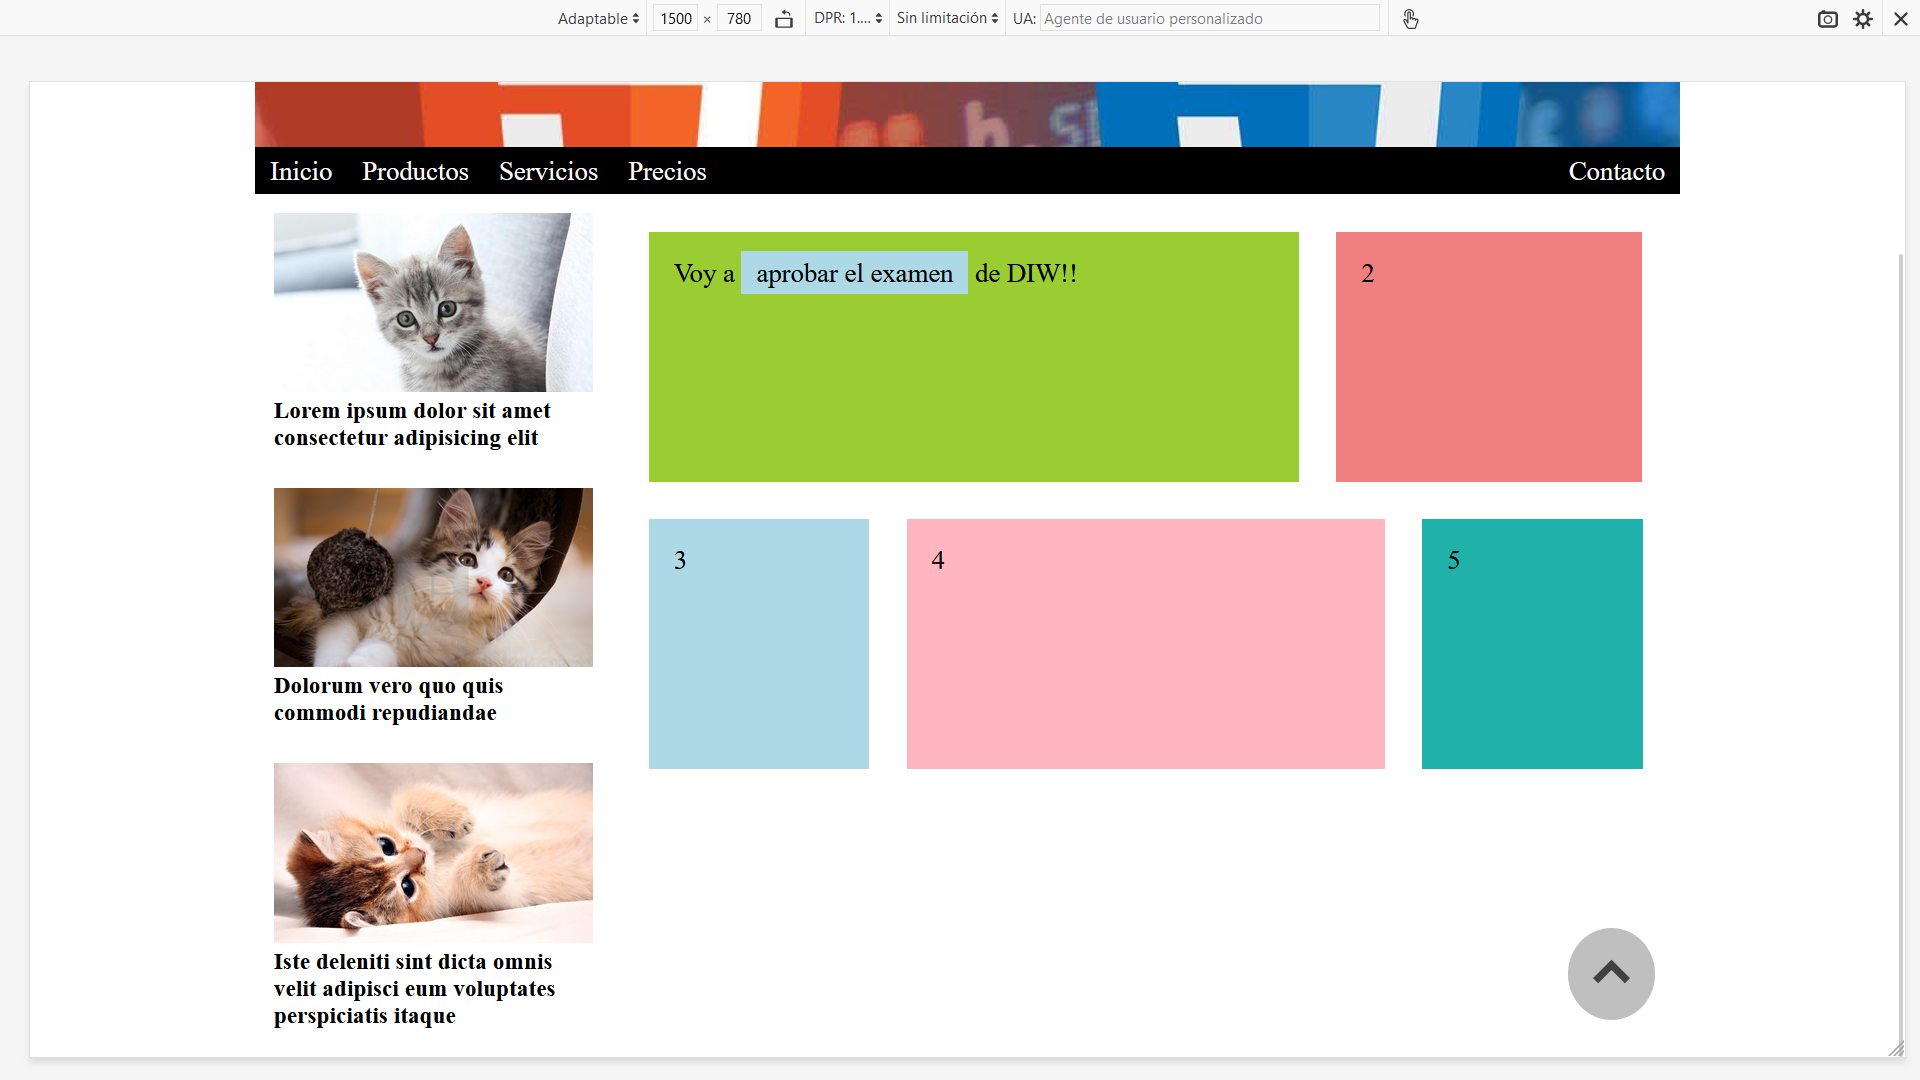 Adaptable 1500 × 780 DPR: 1.... Sin limitación UA: Agente de usuario personalizado
Inicio Productos Servicios Precios Contacto
Voy a aprobar el examen de DIW!!
2
Lorem ipsum dolor sit amet
consectetur adipisicing elit
3
4
5
Dolorum vero quo quis
commodi repudiandae
Iste deleniti sint dicta omnis
velit adipisci eum voluptates
perspiciatis itaque